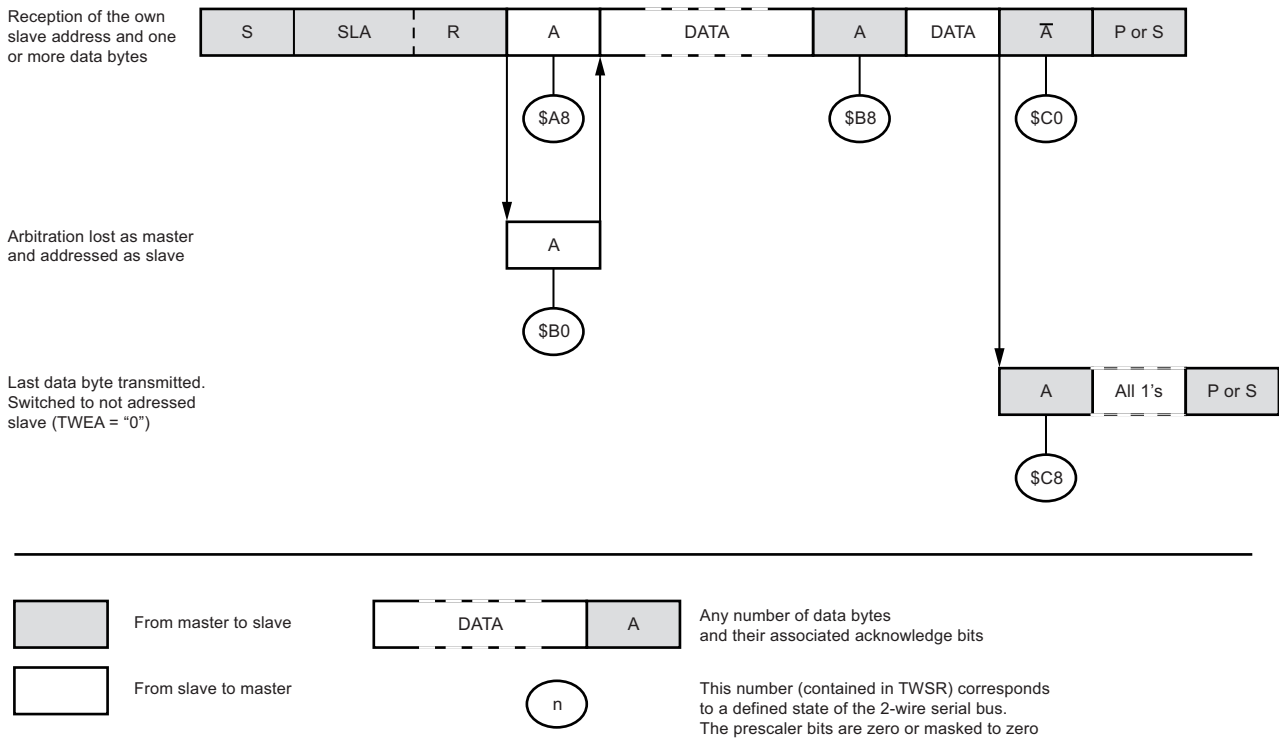 Reception of the own
slave address and one
or more data bytes
S SLA R A DATA A DATA A̅ P or S
$A8 $B8 $C0
Arbitration lost as master
and addressed as slave
A
$B0
Last data byte transmitted.
Switched to not adressed
slave (TWEA = “0”)
A All 1's P or S
$C8
From master to slave
DATA A
Any number of data bytes
and their associated acknowledge bits
From slave to master
n
This number (contained in TWSR) corresponds
to a defined state of the 2-wire serial bus.
The prescaler bits are zero or masked to zero